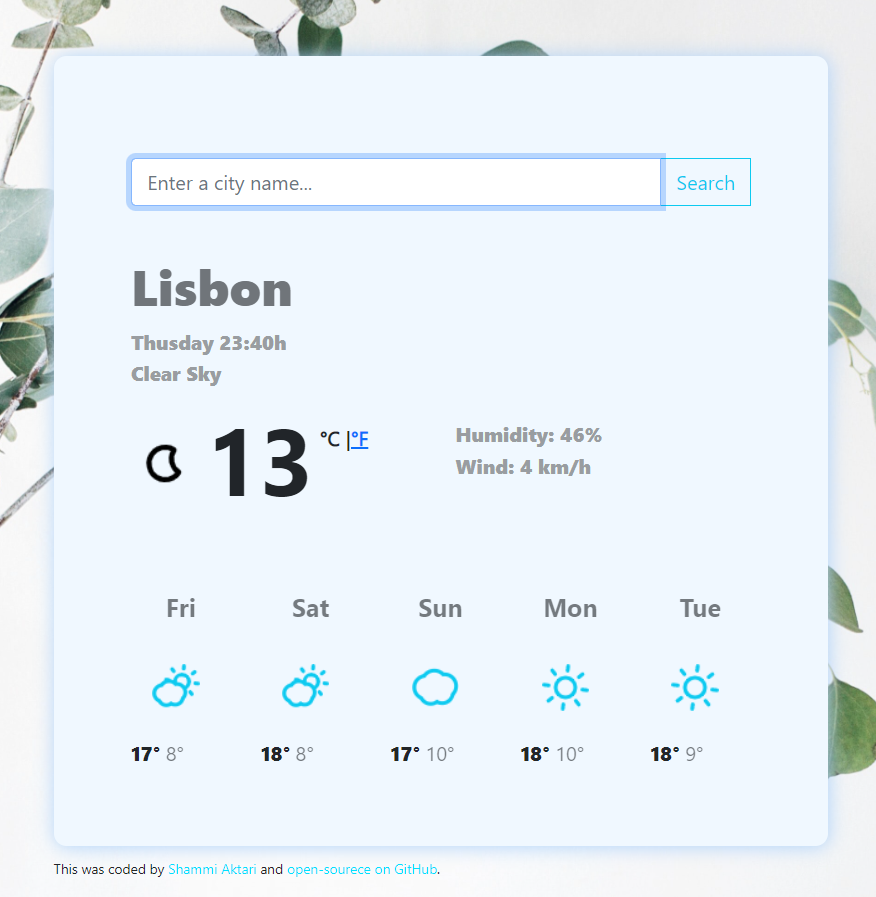 Enter a city name...
Search
Lisbon
Thusday 23:40h
Clear Sky
13 °C |°F
Humidity: 46%
Wind: 4 km/h
Fri Sat Sun Mon Tue
17° 8° 18° 8° 17° 10° 18° 10° 18° 9°
This was coded by Shammi Aktari and open-sourece on GitHub.